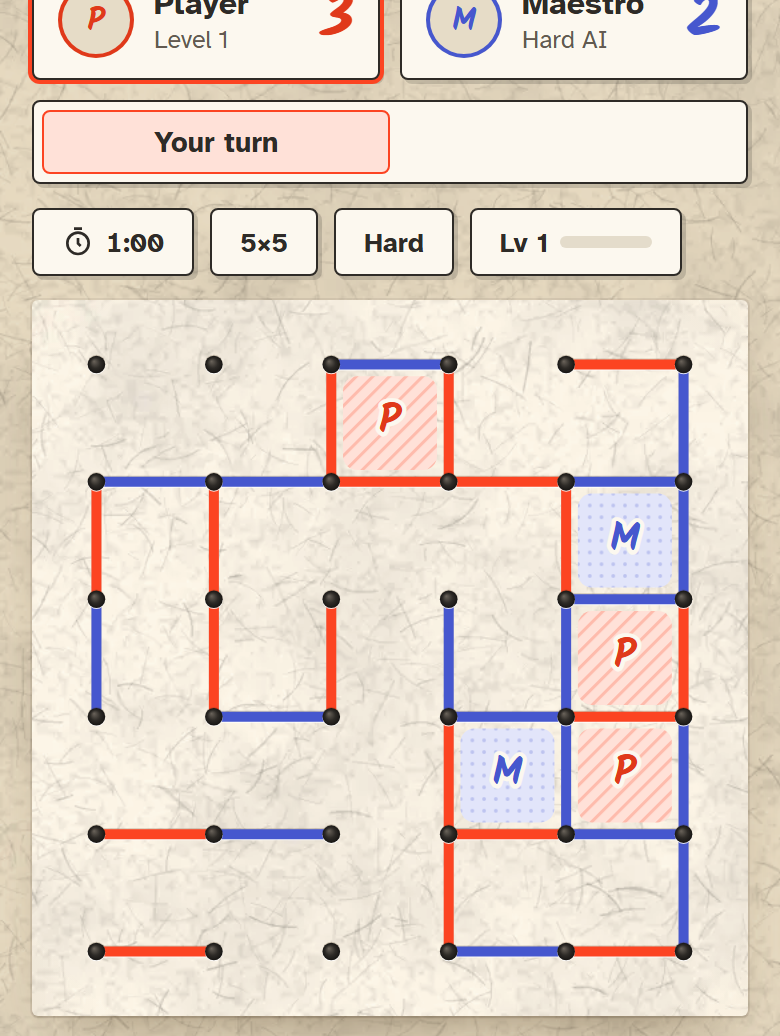 P Player 3 M Maestro 2
Level 1 Hard AI
Your turn
1:00 5×5 Hard Lv 1
P
M
P
M P